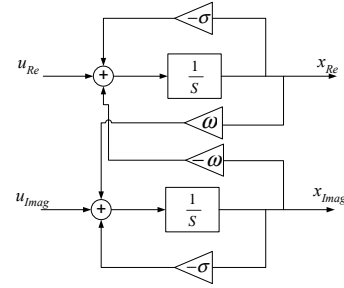 −σ
u_Re + 1/S x_Re
ω
−ω
u_Imag + 1/S x_Imag
−σ